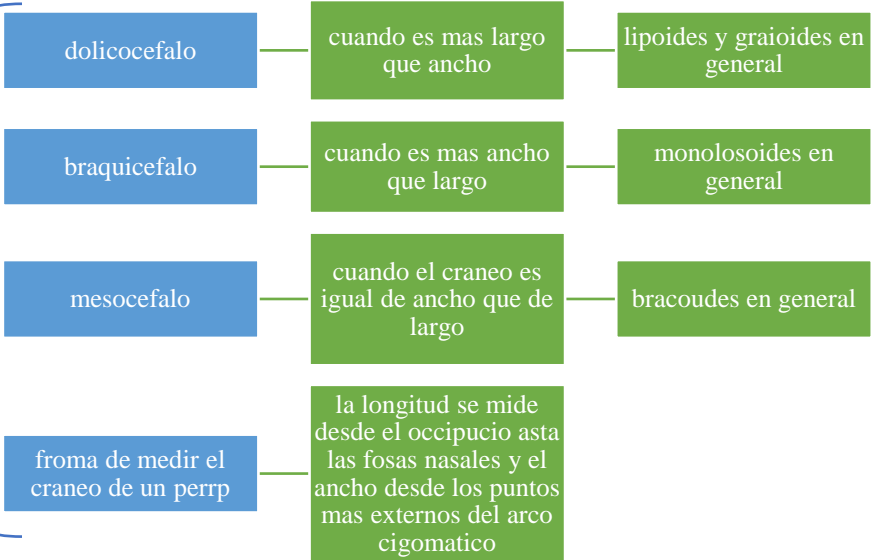 dolicocefalo
cuando es mas largo
que ancho
lipoides y graioides en
general
braquicefalo
cuando es mas ancho
que largo
monolosoides en
general
mesocefalo
cuando el craneo es
igual de ancho que de
largo
bracoudes en general
froma de medir el
craneo de un perrp
la longitud se mide
desde el occipucio asta
las fosas nasales y el
ancho desde los puntos
mas externos del arco
cigomatico